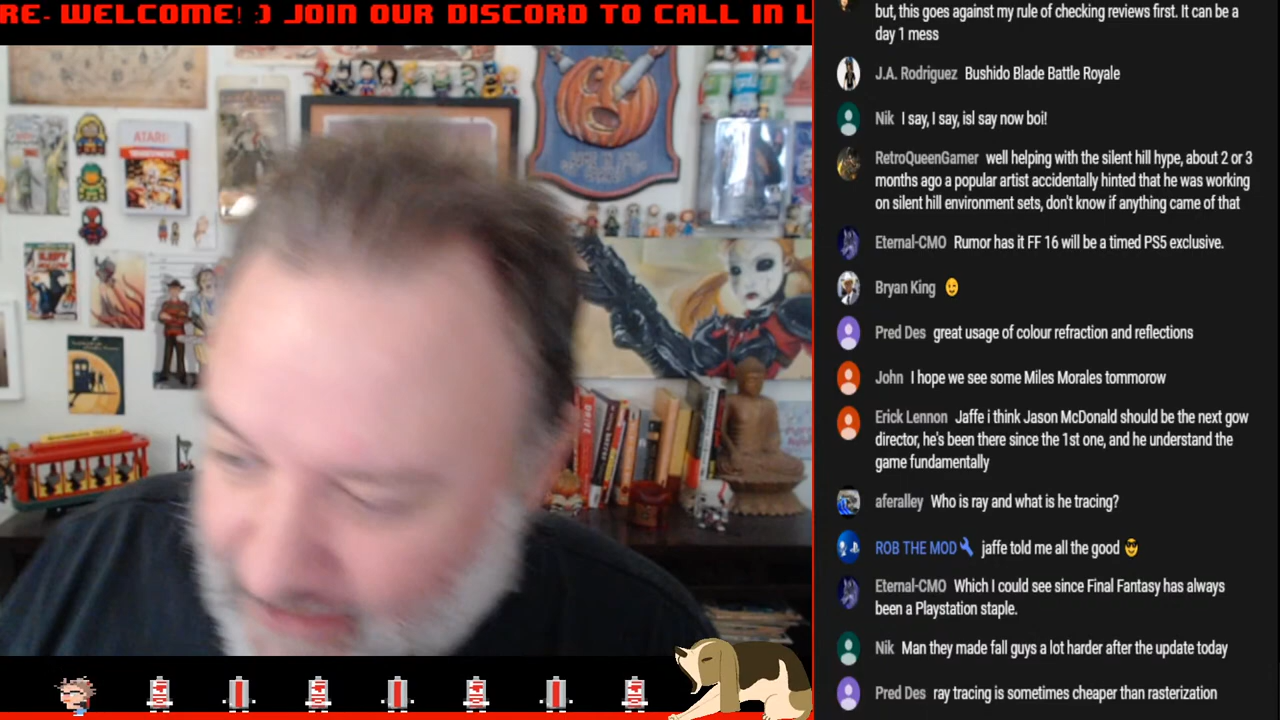 RE- WELCOME! :) JOIN OUR DISCORD TO CALL IN L
but, this goes against my rule of checking reviews first. It can be a
day 1 mess
J.A. Rodriguez Bushido Blade Battle Royale
Nik I say, I say, isl say now boi!
RetroQueenGamer well helping with the silent hill hype, about 2 or 3
months ago a popular artist accidentally hinted that he was working
on silent hill environment sets, don't know if anything came of that
Eternal-CMO Rumor has it FF 16 will be a timed PS5 exclusive.
Bryan King 😉
Pred Des great usage of colour refraction and reflections
John I hope we see some Miles Morales tommorow
Erick Lennon Jaffe i think Jason McDonald should be the next gow
director, he's been there since the 1st one, and he understand the
game fundamentally
aferalley Who is ray and what is he tracing?
ROB THE MOD🔧 jaffe told me all the good 😎
Eternal-CMO Which I could see since Final Fantasy has always
been a Playstation staple.
Nik Man they made fall guys a lot harder after the update today
Pred Des ray tracing is sometimes cheaper than rasterization
ATARI